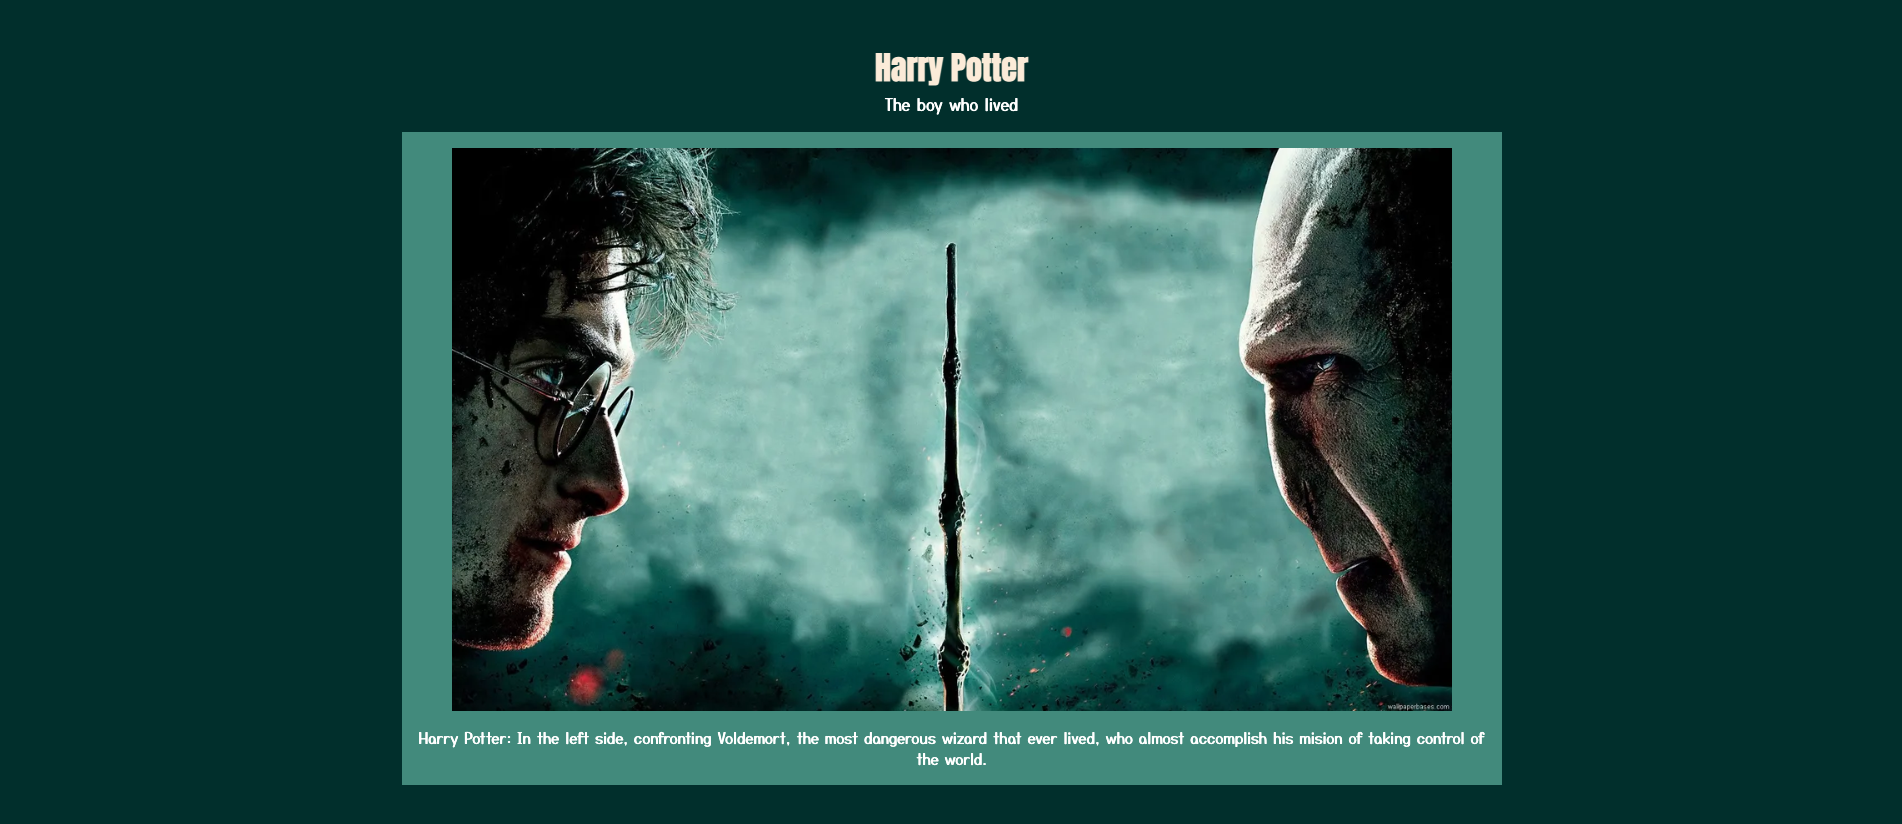 Harry Potter
The boy who lived
wallpaperbases.com
Harry Potter: In the left side, confronting Voldemort, the most dangerous wizard that ever lived, who almost accomplish his mision of taking control of
the world.